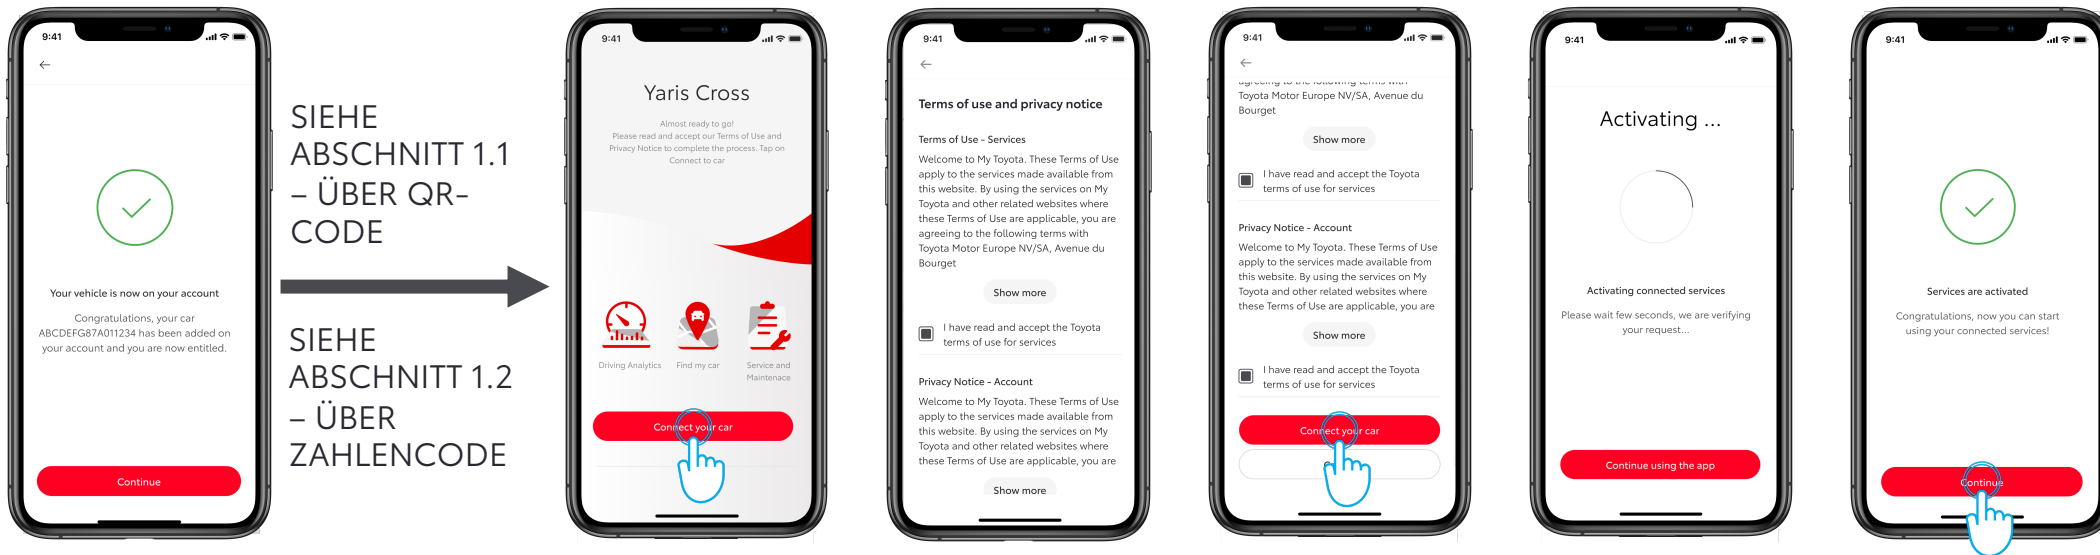 9:41
Your vehicle is now on your account
Congratulations, your car
ABCDEFG87A011234 has been added on
your account and you are now entitled.
Continue
SIEHE
ABSCHNITT 1.1
– ÜBER QR-
CODE
SIEHE
ABSCHNITT 1.2
– ÜBER
ZAHLENCODE
9:41
Yaris Cross
Almost ready to go!
Please read and accept our Terms of Use and
Privacy Notice to complete the process. Tap on
Connect to car
Driving Analytics
Find my car
Service and
Maintenace
Connect your car
9:41
Terms of use and privacy notice
Terms of Use - Services
Welcome to My Toyota. These Terms of Use
apply to the services made available from
this website. By using the services on My
Toyota and other related websites where
these Terms of Use are applicable, you are
agreeing to the following terms with
Toyota Motor Europe NV/SA, Avenue du
Bourget
Show more
I have read and accept the Toyota
terms of use for services
Privacy Notice - Account
Welcome to My Toyota. These Terms of Use
apply to the services made available from
this website. By using the services on My
Toyota and other related websites where
these Terms of Use are applicable, you are
Show more
9:41
agreeing to the following terms with
Toyota Motor Europe NV/SA, Avenue du
Bourget
Show more
I have read and accept the Toyota
terms of use for services
Privacy Notice - Account
Welcome to My Toyota. These Terms of Use
apply to the services made available from
this website. By using the services on My
Toyota and other related websites where
these Terms of Use are applicable, you are
Show more
I have read and accept the Toyota
terms of use for services
Connect your car
9:41
Activating ...
Activating connected services
Please wait few seconds, we are verifying
your request...
Continue using the app
9:41
Services are activated
Congratulations, now you can start
using your connected services!
Continue